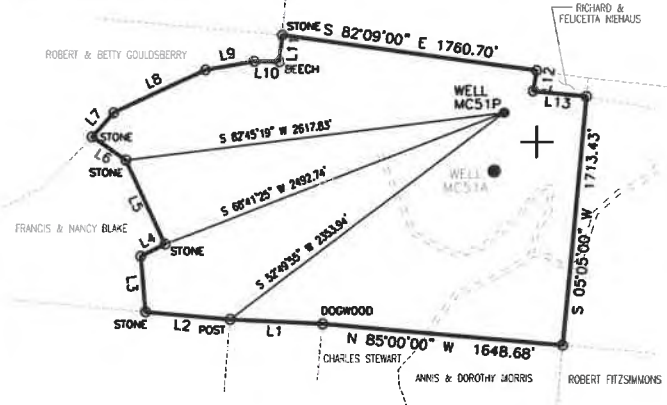 RICHARD &
FELICETTA NIEHAUS
STONE
S 82°09'00" E 1760.70'
ROBERT & BETTY GOULDSBERRY
L11
L9
L10
BEECH
L12
L13
L8
WELL
MC51P
L7
STONE
S 82°45'19" W 2617.83'
L6
STONE
WELL
MC51A
1713.43'
S 05°05'00" W
S 68°41'25" W 2492.74'
L5
FRANCIS & NANCY BLAKE
L4
STONE
S 52°49'55" W 2353.94'
L3
STONE
L2
POST
L1
DOGWOOD
N 85°00'00" W 1648.68'
CHARLES STEWART
ANNIS & DOROTHY MORRIS
ROBERT FITZSIMMONS